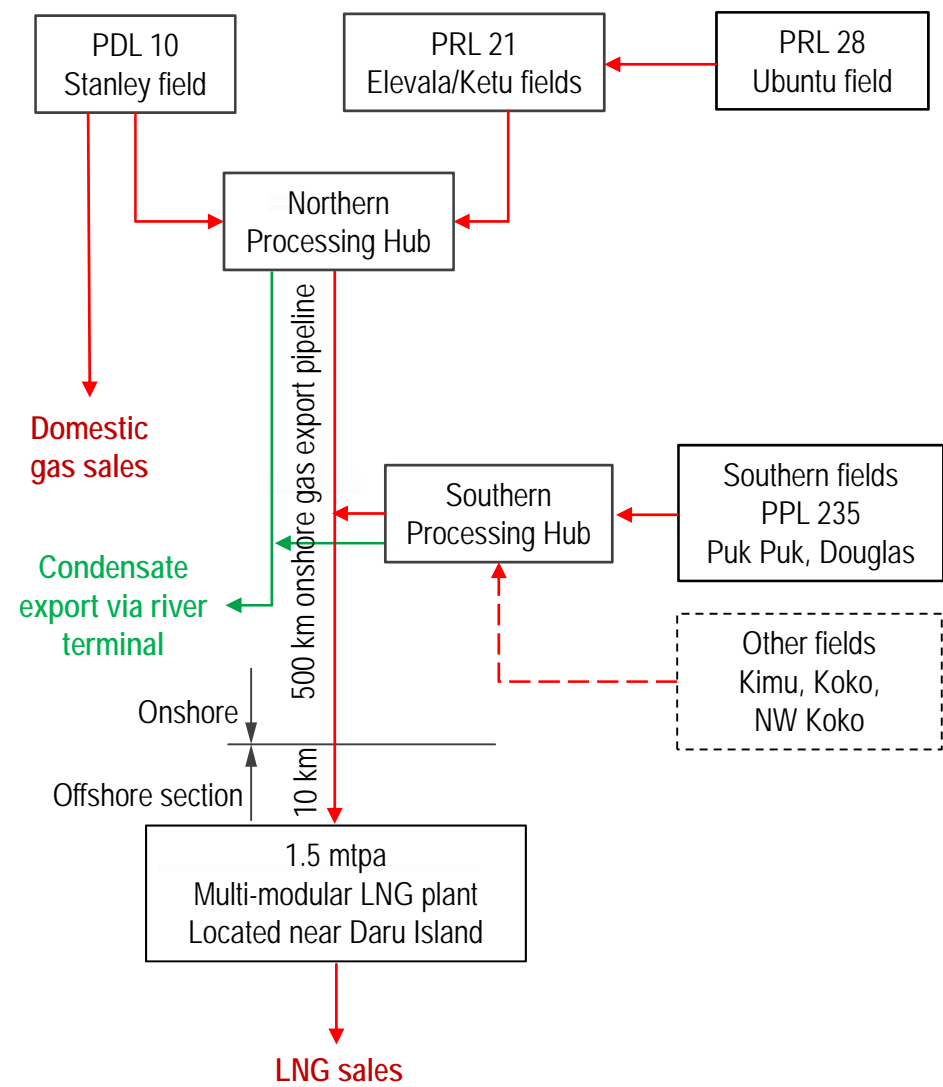 PDL 10
Stanley field
PRL 21
Elevala/Ketu fields
PRL 28
Ubuntu field
Northern
Processing Hub
500 km onshore gas export pipeline
Domestic
gas sales
Southern
Processing Hub
Southern fields
PPL 235
Puk Puk, Douglas
Condensate
export via river
terminal
Other fields
Kimu, Koko,
NW Koko
Onshore
Offshore section
10 km
1.5 mtpa
Multi-modular LNG plant
Located near Daru Island
LNG sales